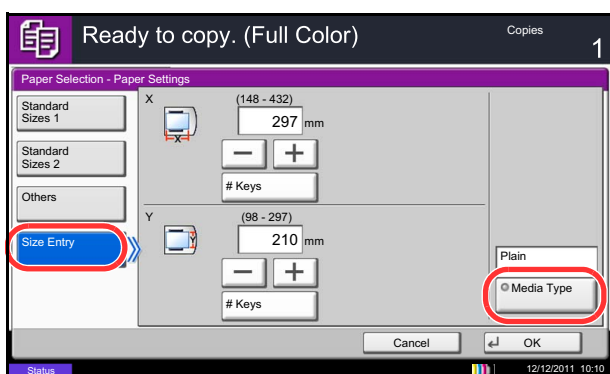 Ready to copy. (Full Color)
Copies
1
Paper Selection - Paper Settings
Standard
Sizes 1
Standard
Sizes 2
Others
Size Entry
X
(148 - 432)
297 mm
X
# Keys
Y
(98 - 297)
210 mm
Y
# Keys
Plain
Media Type
Cancel
OK
Status
12/12/2011 10:10